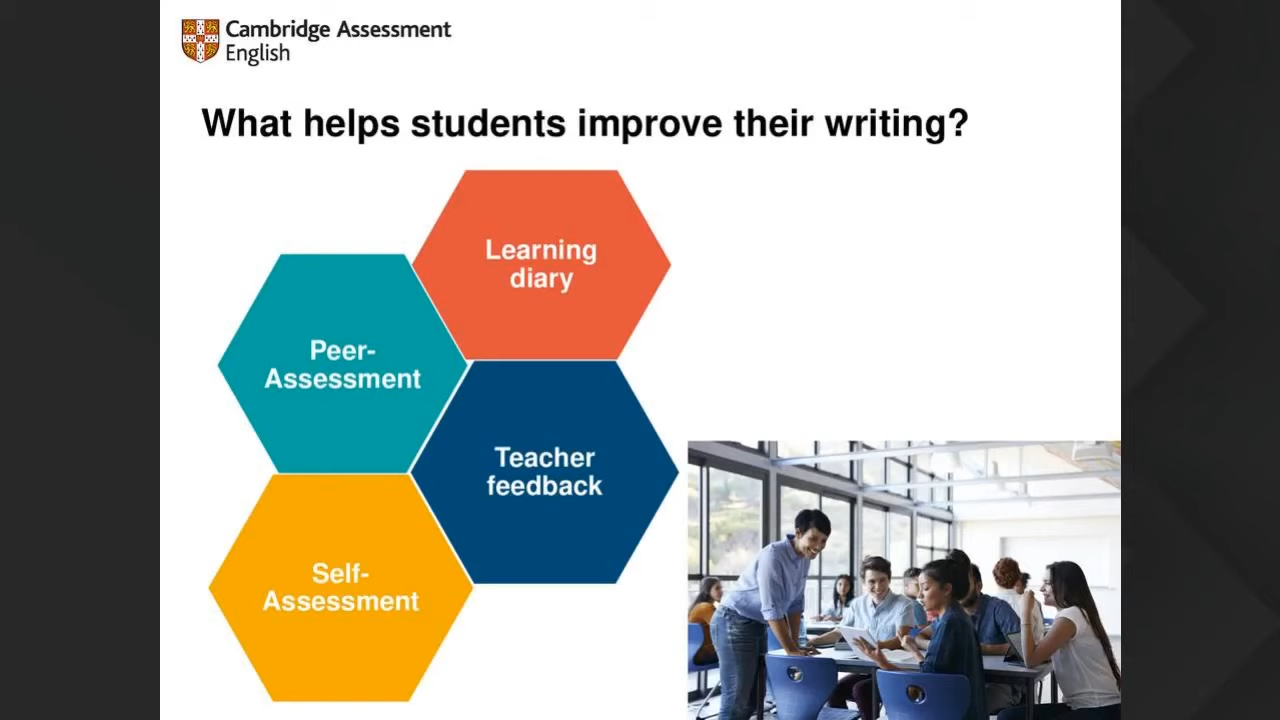 Cambridge Assessment
English
What helps students improve their writing?
Learning
diary
Peer-
Assessment
Teacher
feedback
Self-
Assessment